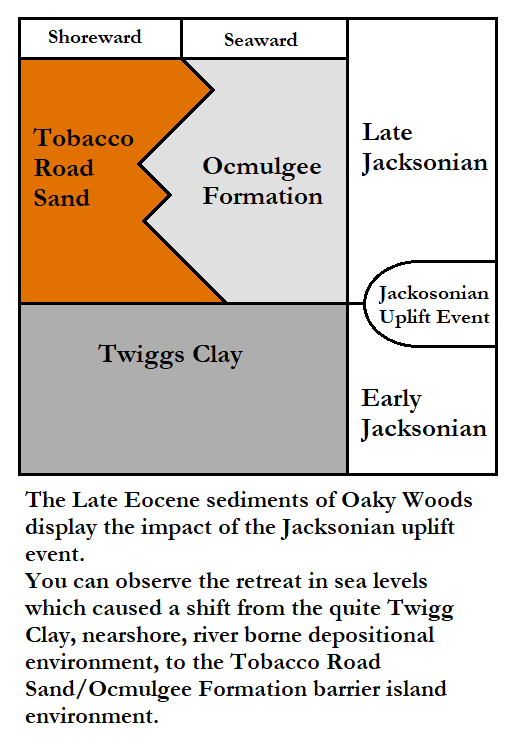 Shoreward
Seaward
Tobacco
Road
Sand
Ocmulgee
Formation
Late
Jacksonian
Jackosonian
Uplift Event
Twiggs Clay
Early
Jacksonian
The Late Eocene sediments of Oaky Woods
display the impact of the Jacksonian uplift
event.
You can observe the retreat in sea levels
which caused a shift from the quite Twigg
Clay, nearshore, river borne depositional
environment, to the Tobacco Road
Sand/Ocmulgee Formation barrier island
environment.